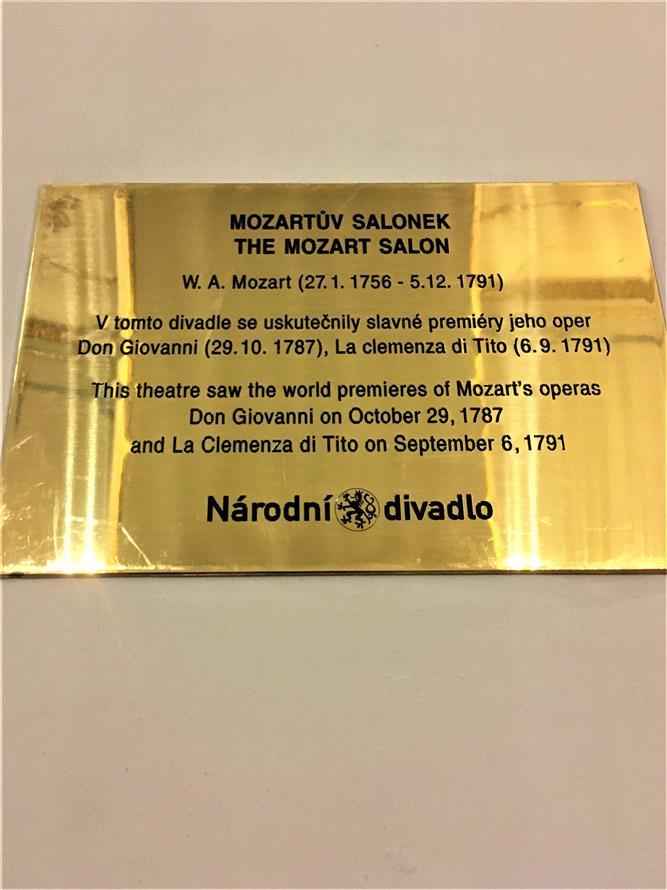 MOZARTŮV SALONEK
THE MOZART SALON
W. A. Mozart (27.1. 1756 - 5.12. 1791)
V tomto divadle se uskutečnily slavné premiéry jeho oper
Don Giovanni (29.10. 1787), La clemenza di Tito (6.9. 1791)
This theatre saw the world premieres of Mozart's operas
Don Giovanni on October 29, 1787
and La Clemenza di Tito on September 6, 1791
Národní divadlo